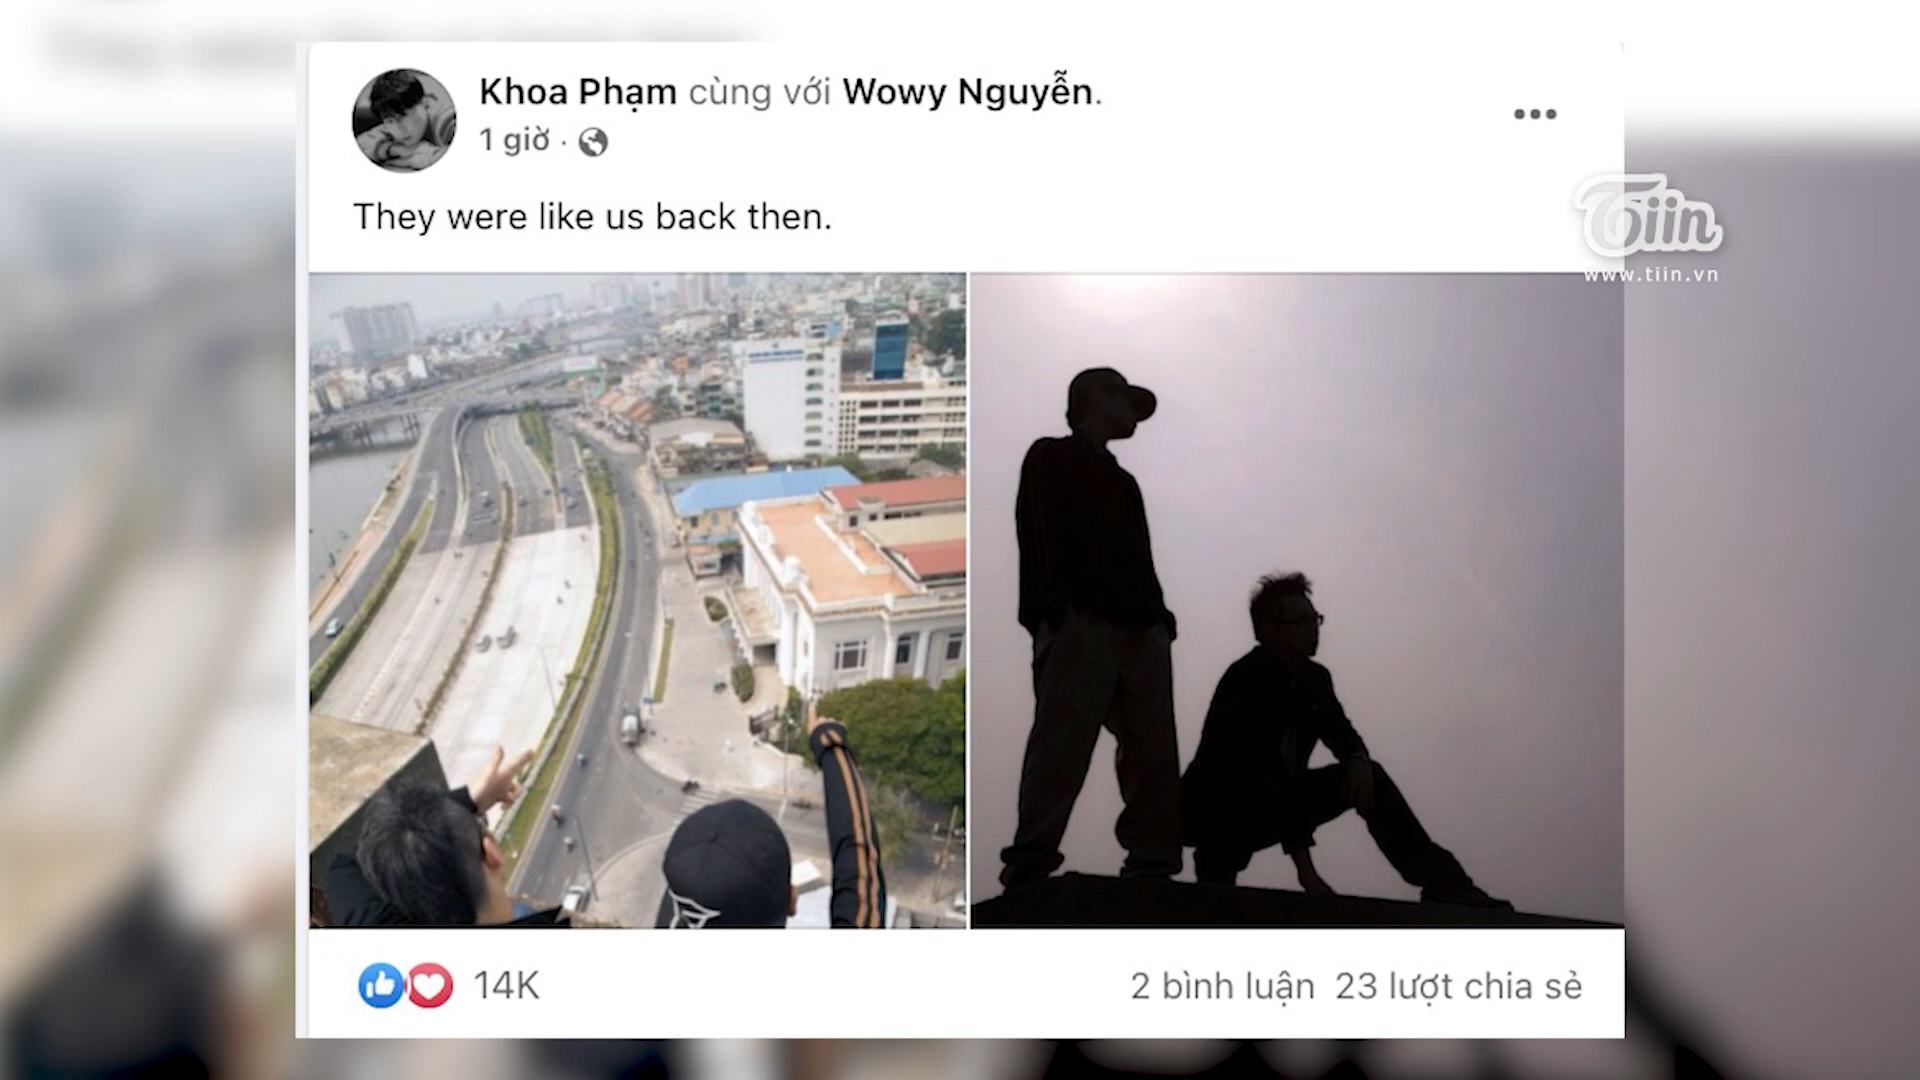 Khoa Phạm cùng với Wowy Nguyễn.
1 giờ ·
They were like us back then.
Tiin
www.tiin.vn
14K
2 bình luận 23 lượt chia sẻ